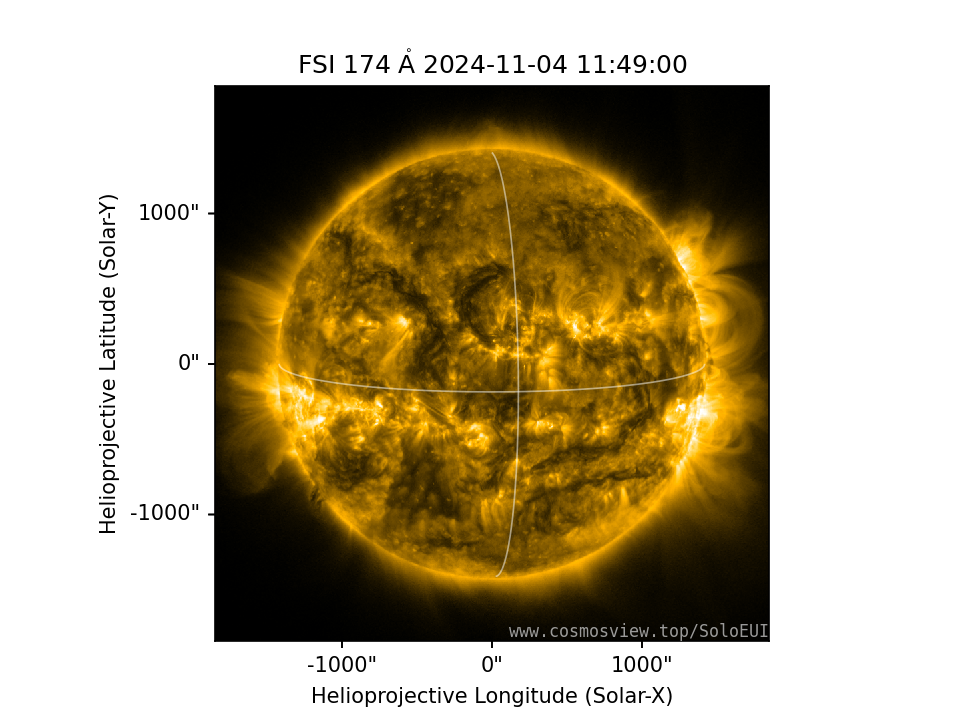 FSI 174 Å 2024-11-04 11:49:00
Helioprojective Latitude (Solar-Y)
1000"
0"
-1000"
www.cosmosview.top/SoloEUI
-1000" 0" 1000"
Helioprojective Longitude (Solar-X)